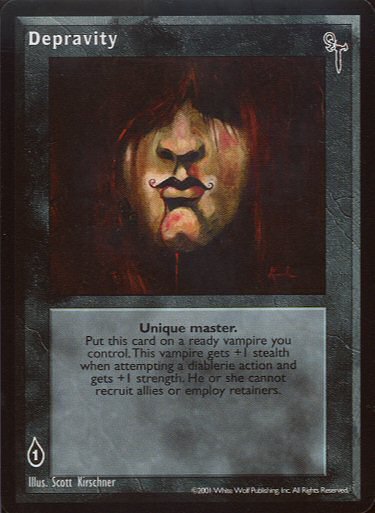 Depravity
Unique master.
Put this card on a ready vampire you
control. This vampire gets +1 stealth
when attempting a diablerie action and
gets +1 strength. He or she cannot
recruit allies or employ retainers.
1
Illus. Scott Kirschner
©2001 White Wolf Publishing, Inc. All Rights Reserved.